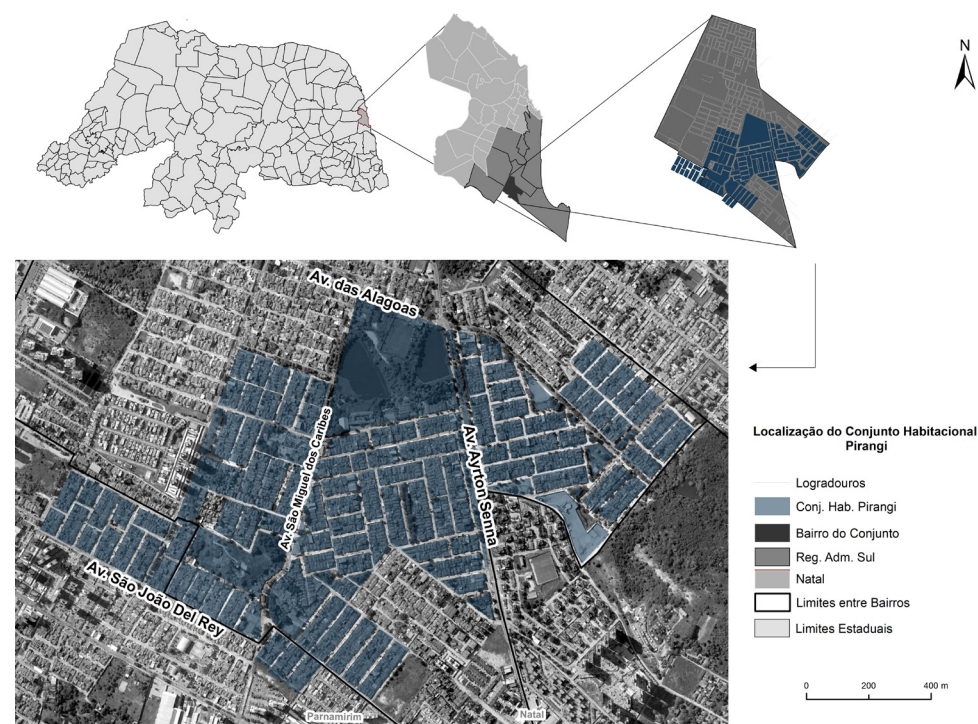 N
Av. das Alagoas
Av. São Miguel dos Caribes
Av. Ayrton Senna
Av. São João Del Rey
Parnamirim
Natal
Localização do Conjunto Habitacional
Pirangi
Logradouros
Conj. Hab. Pirangi
Bairro do Conjunto
Reg. Adm. Sul
Natal
Limites entre Bairros
Limites Estaduais
0 200 400 m